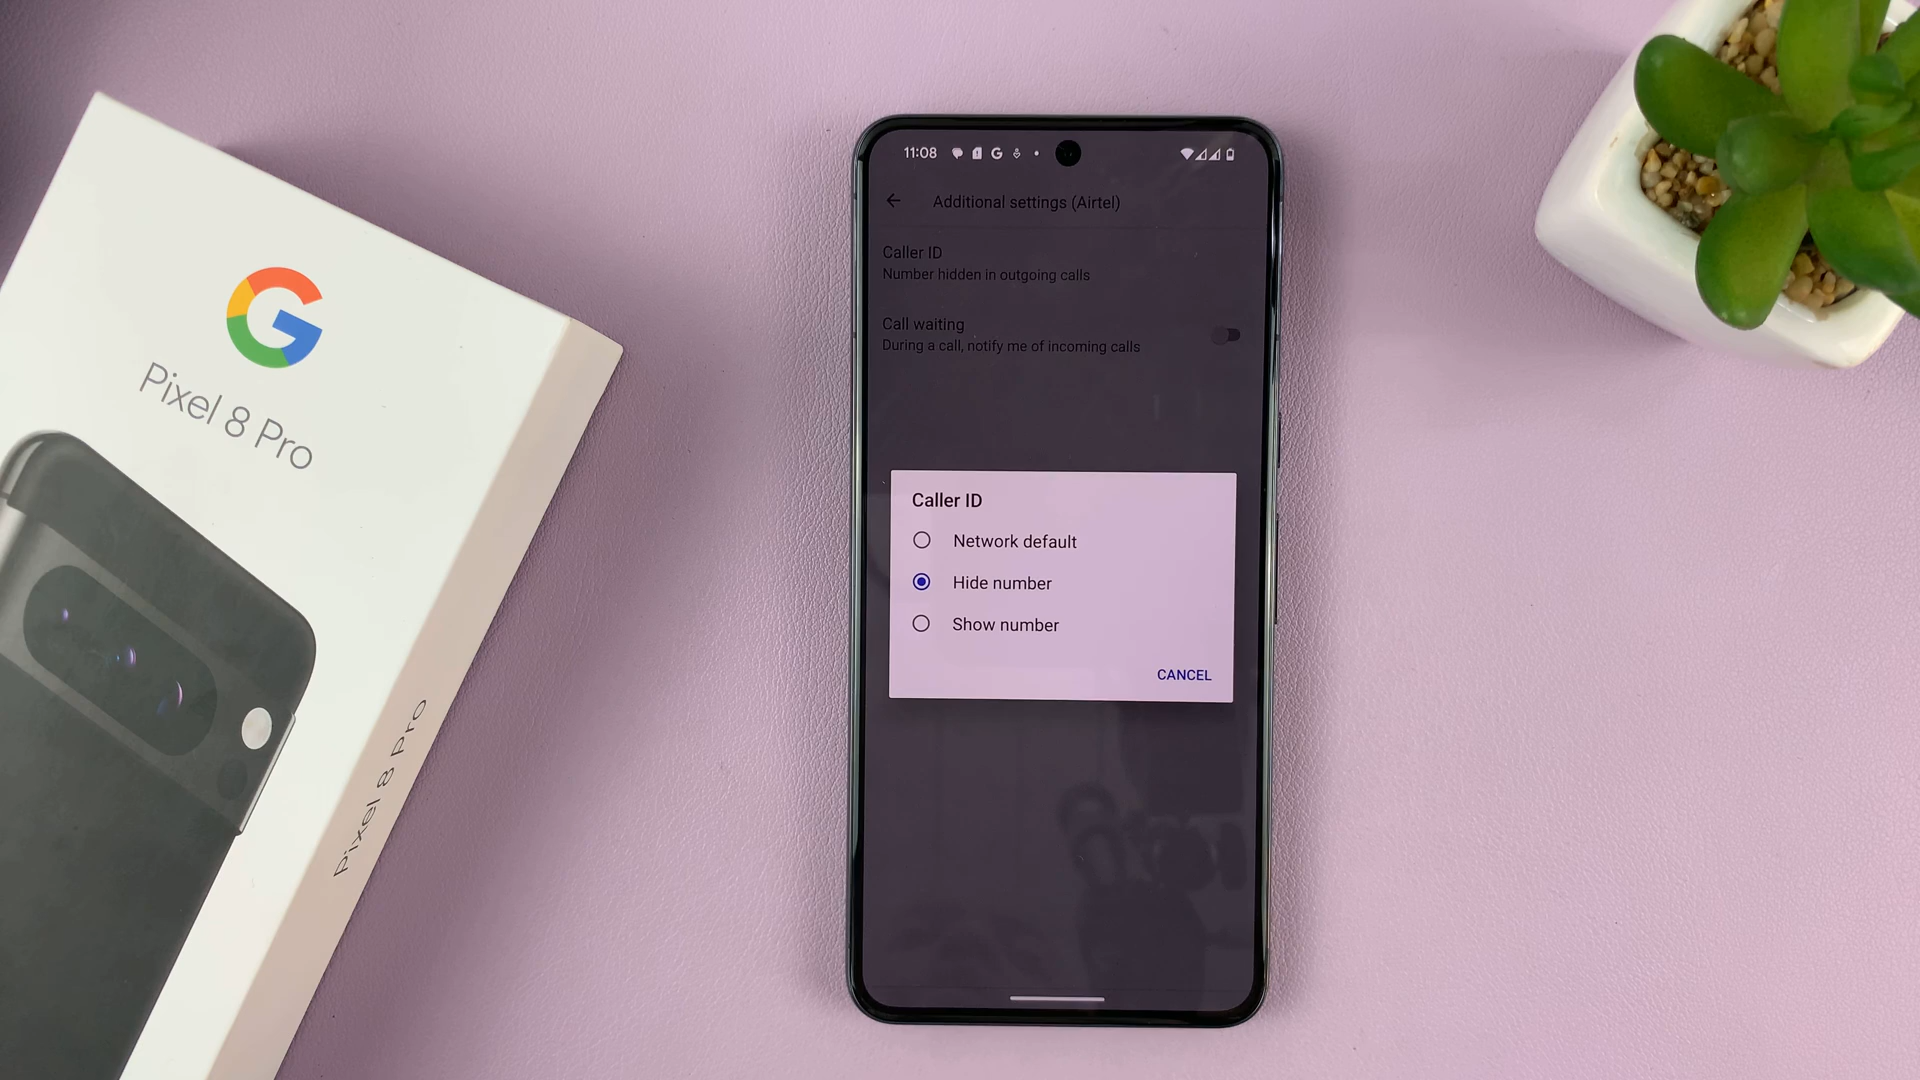 Pixel 8 Pro
Pixel 8 Pro
11:08
Additional settings (Airtel)
Caller ID
Number hidden in outgoing calls
Call waiting
During a call, notify me of incoming calls
Caller ID
Network default
Hide number
Show number
CANCEL